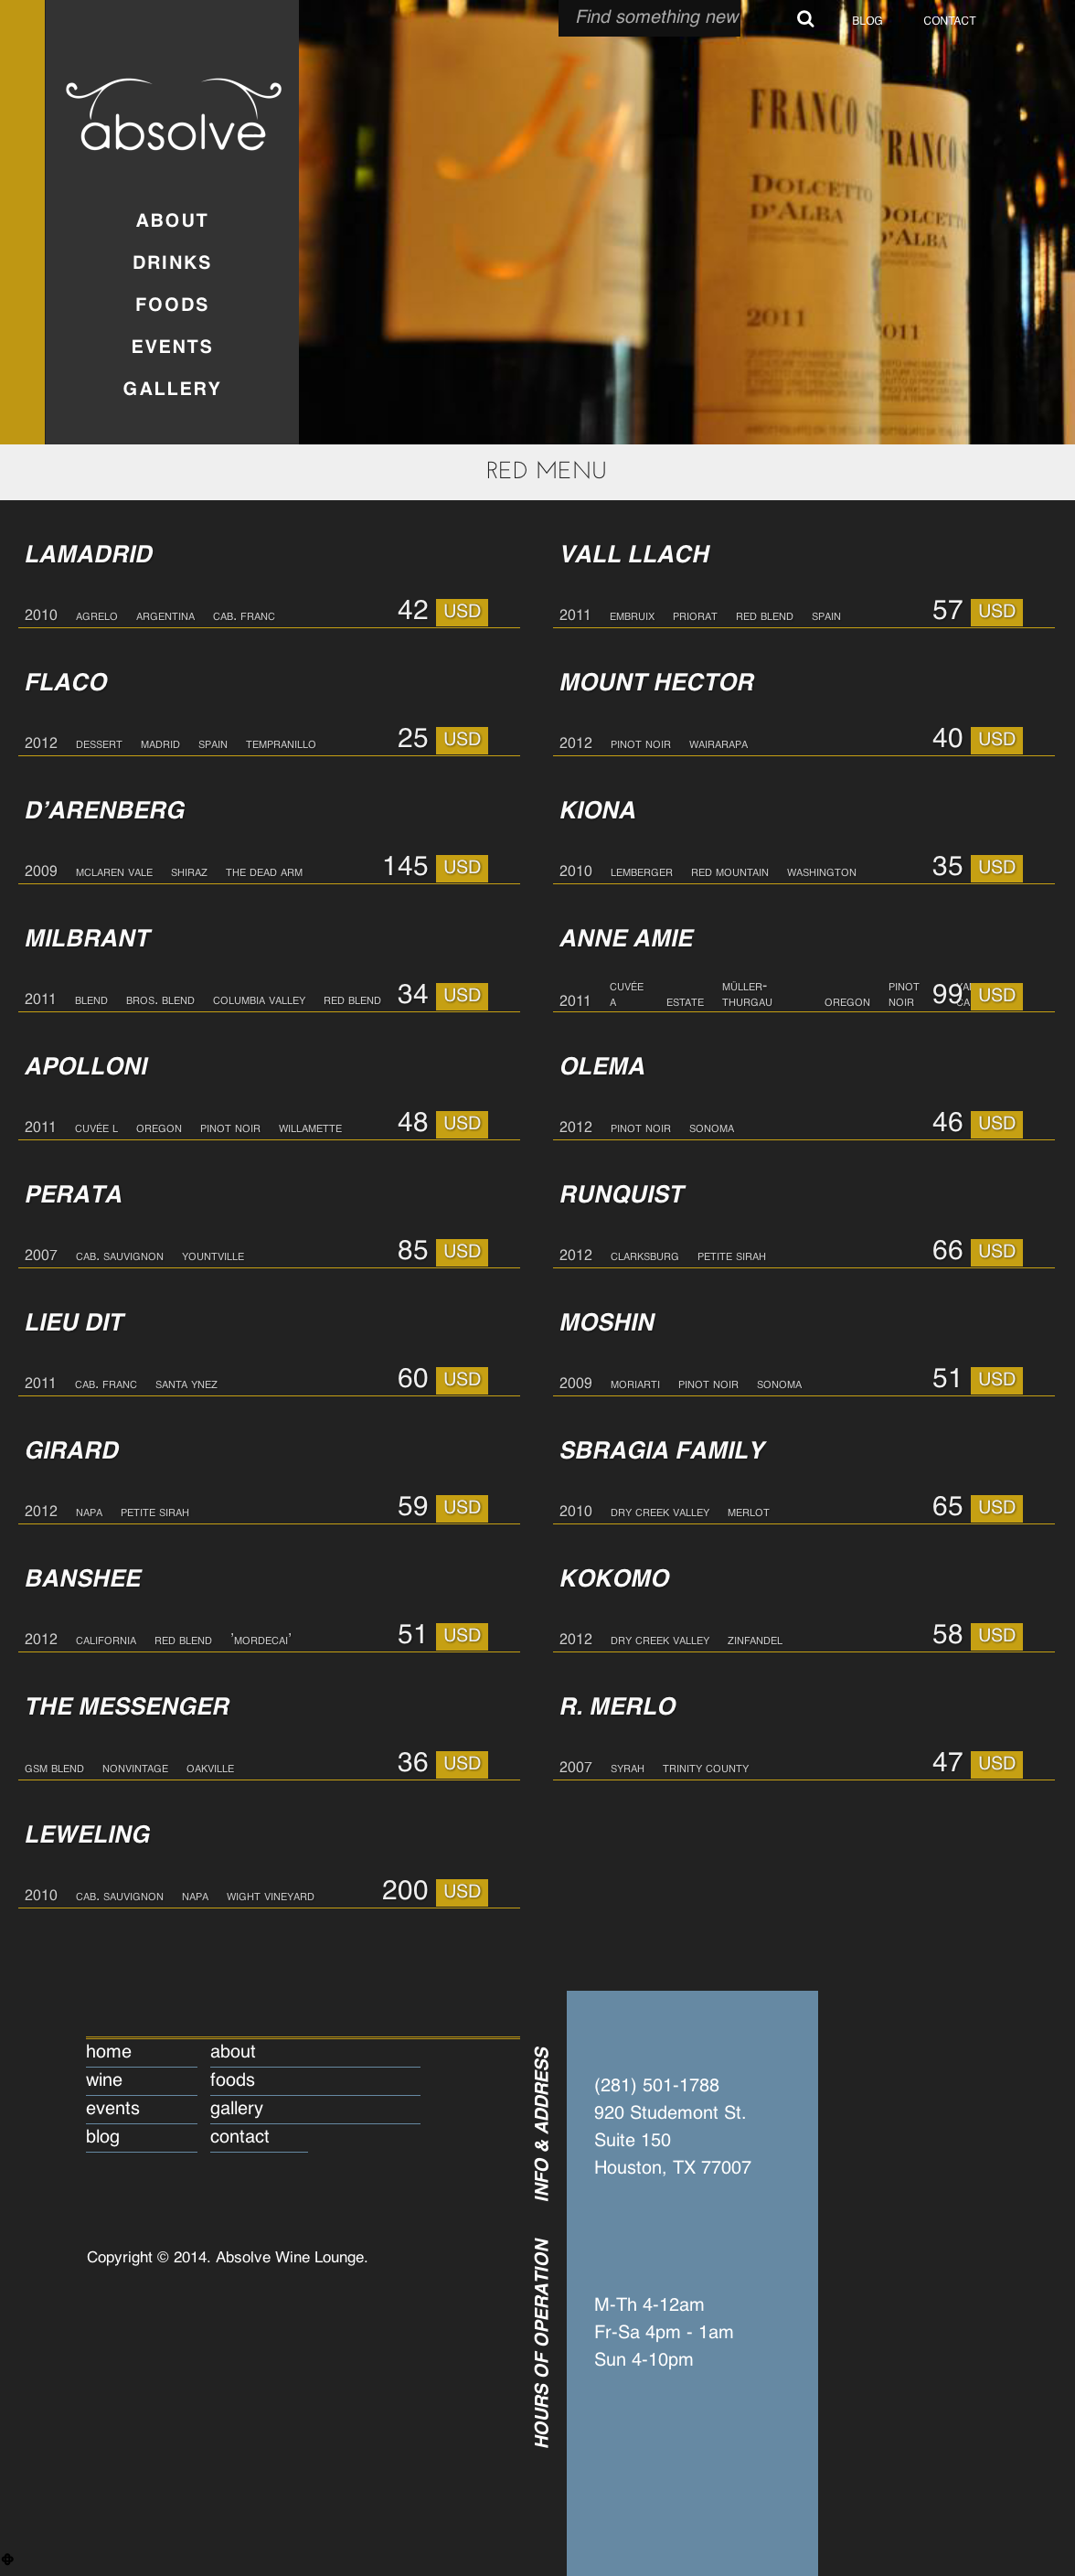 Find something new
BLOG CONTACT
absolve
ABOUT
DRINKS
FOODS
EVENTS
GALLERY
FRANCO SE
FRANCO S
DOLCETTO
D'ALBA
DOLCETTO
D'ALBA
2011
2011
RED MENU
LAMADRID
2010 AGRELO ARGENTINA CAB. FRANC 42 USD
VALL LLACH
2011 EMBRUIX PRIORAT RED BLEND SPAIN 57 USD
FLACO
2012 DESSERT MADRID SPAIN TEMPRANILLO 25 USD
MOUNT HECTOR
2012 PINOT NOIR WAIRARAPA 40 USD
D’ARENBERG
2009 MCLAREN VALE SHIRAZ THE DEAD ARM 145 USD
KIONA
2010 LEMBERGER RED MOUNTAIN WASHINGTON 35 USD
MILBRANT
2011 BLEND BROS. BLEND COLUMBIA VALLEY RED BLEND 34 USD
ANNE AMIE
2011 CUVÉE A ESTATE MÜLLER-THURGAU OREGON PINOT NOIR 99 USD
APOLLONI
2011 CUVÉE L OREGON PINOT NOIR WILLAMETTE 48 USD
OLEMA
2012 PINOT NOIR SONOMA 46 USD
PERATA
2007 CAB. SAUVIGNON YOUNTVILLE 85 USD
RUNQUIST
2012 CLARKSBURG PETITE SIRAH 66 USD
LIEU DIT
2011 CAB. FRANC SANTA YNEZ 60 USD
MOSHIN
2009 MORIARTI PINOT NOIR SONOMA 51 USD
GIRARD
2012 NAPA PETITE SIRAH 59 USD
SBRAGIA FAMILY
2010 DRY CREEK VALLEY MERLOT 65 USD
BANSHEE
2012 CALIFORNIA RED BLEND 'MORDECAI' 51 USD
KOKOMO
2012 DRY CREEK VALLEY ZINFANDEL 58 USD
THE MESSENGER
GSM BLEND NONVINTAGE OAKVILLE 36 USD
R. MERLO
2007 SYRAH TRINITY COUNTY 47 USD
LEWELING
2010 CAB. SAUVIGNON NAPA WIGHT VINEYARD 200 USD
home about
wine foods
events gallery
blog contact
Copyright © 2014. Absolve Wine Lounge.
INFO & ADDRESS
(281) 501-1788
920 Studemont St.
Suite 150
Houston, TX 77007
HOURS OF OPERATION
M-Th 4-12am
Fr-Sa 4pm - 1am
Sun 4-10pm